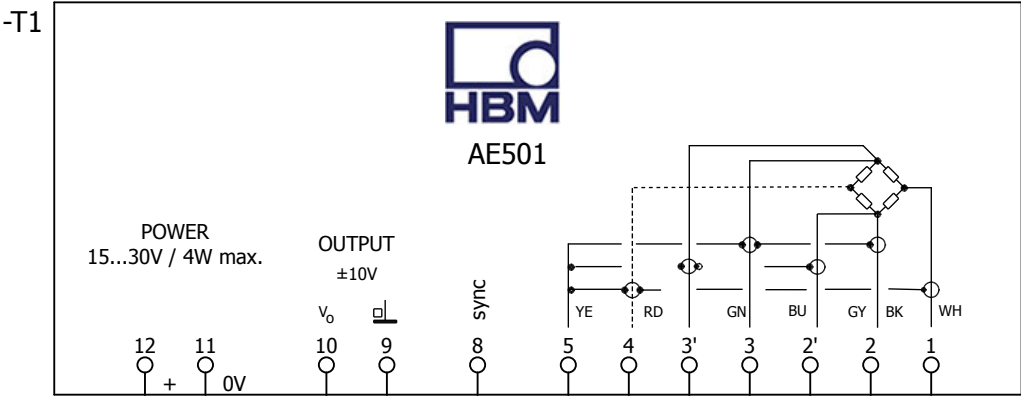 -T1
HBM
AE501
POWER
15...30V / 4W max.
OUTPUT
±10V
Vo
sync
YE RD GN BU GY BK WH
12 11 10 9 8 5 4 3' 3 2' 2 1
+ 0V